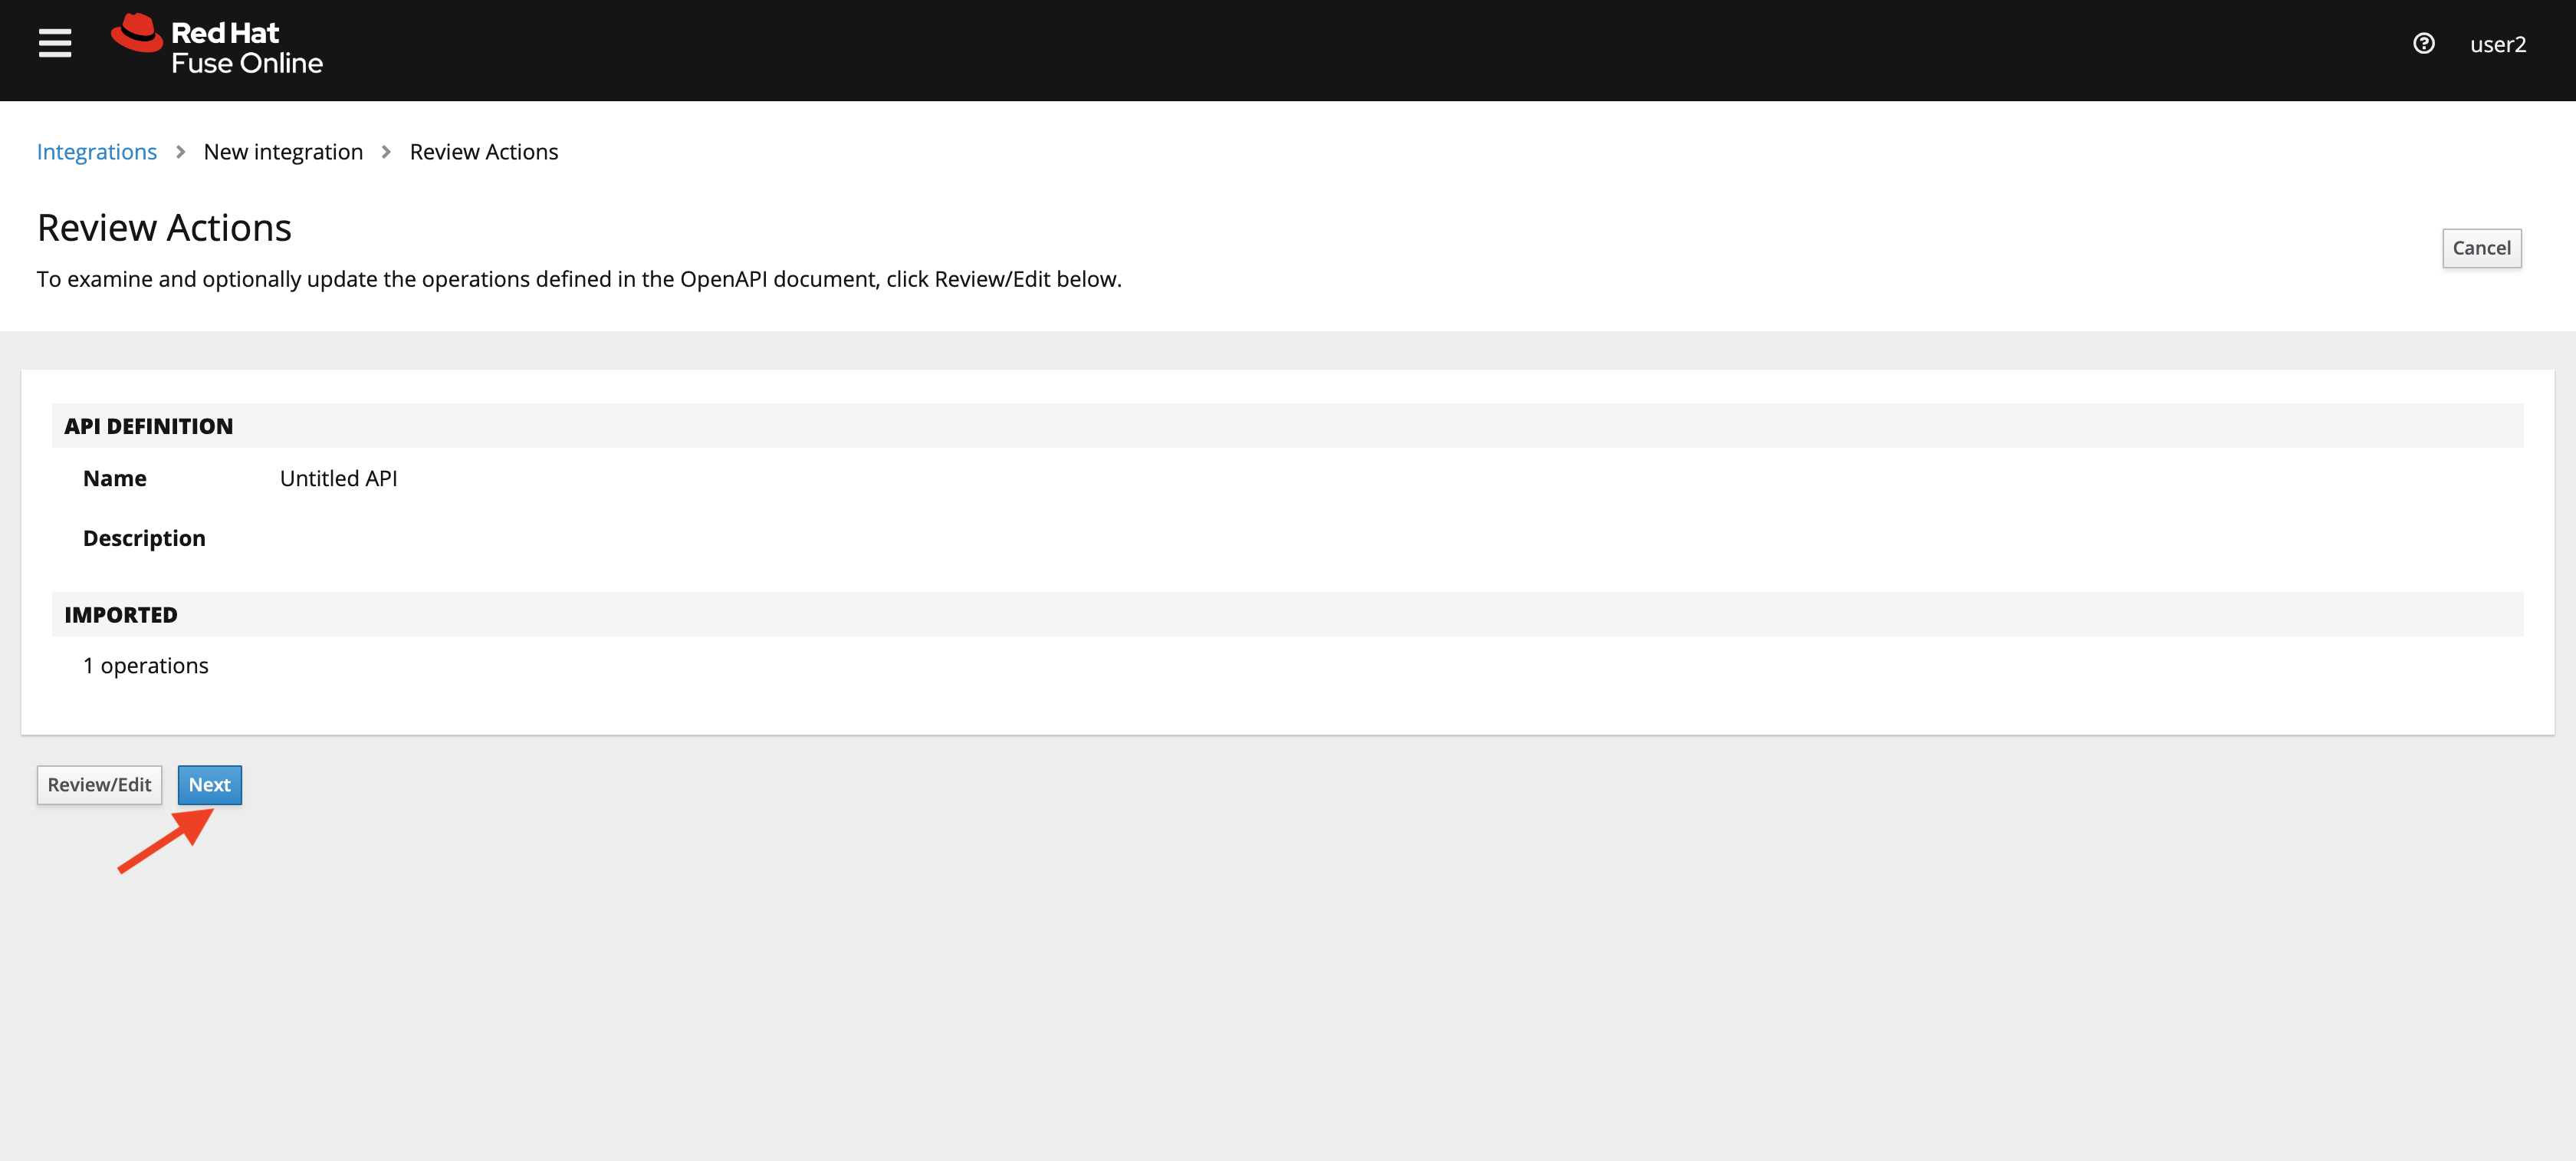 Red Hat
Fuse Online
user2
Integrations > New integration > Review Actions
Review Actions
Cancel
To examine and optionally update the operations defined in the OpenAPI document, click Review/Edit below.
API DEFINITION
Name Untitled API
Description
IMPORTED
1 operations
Review/Edit Next